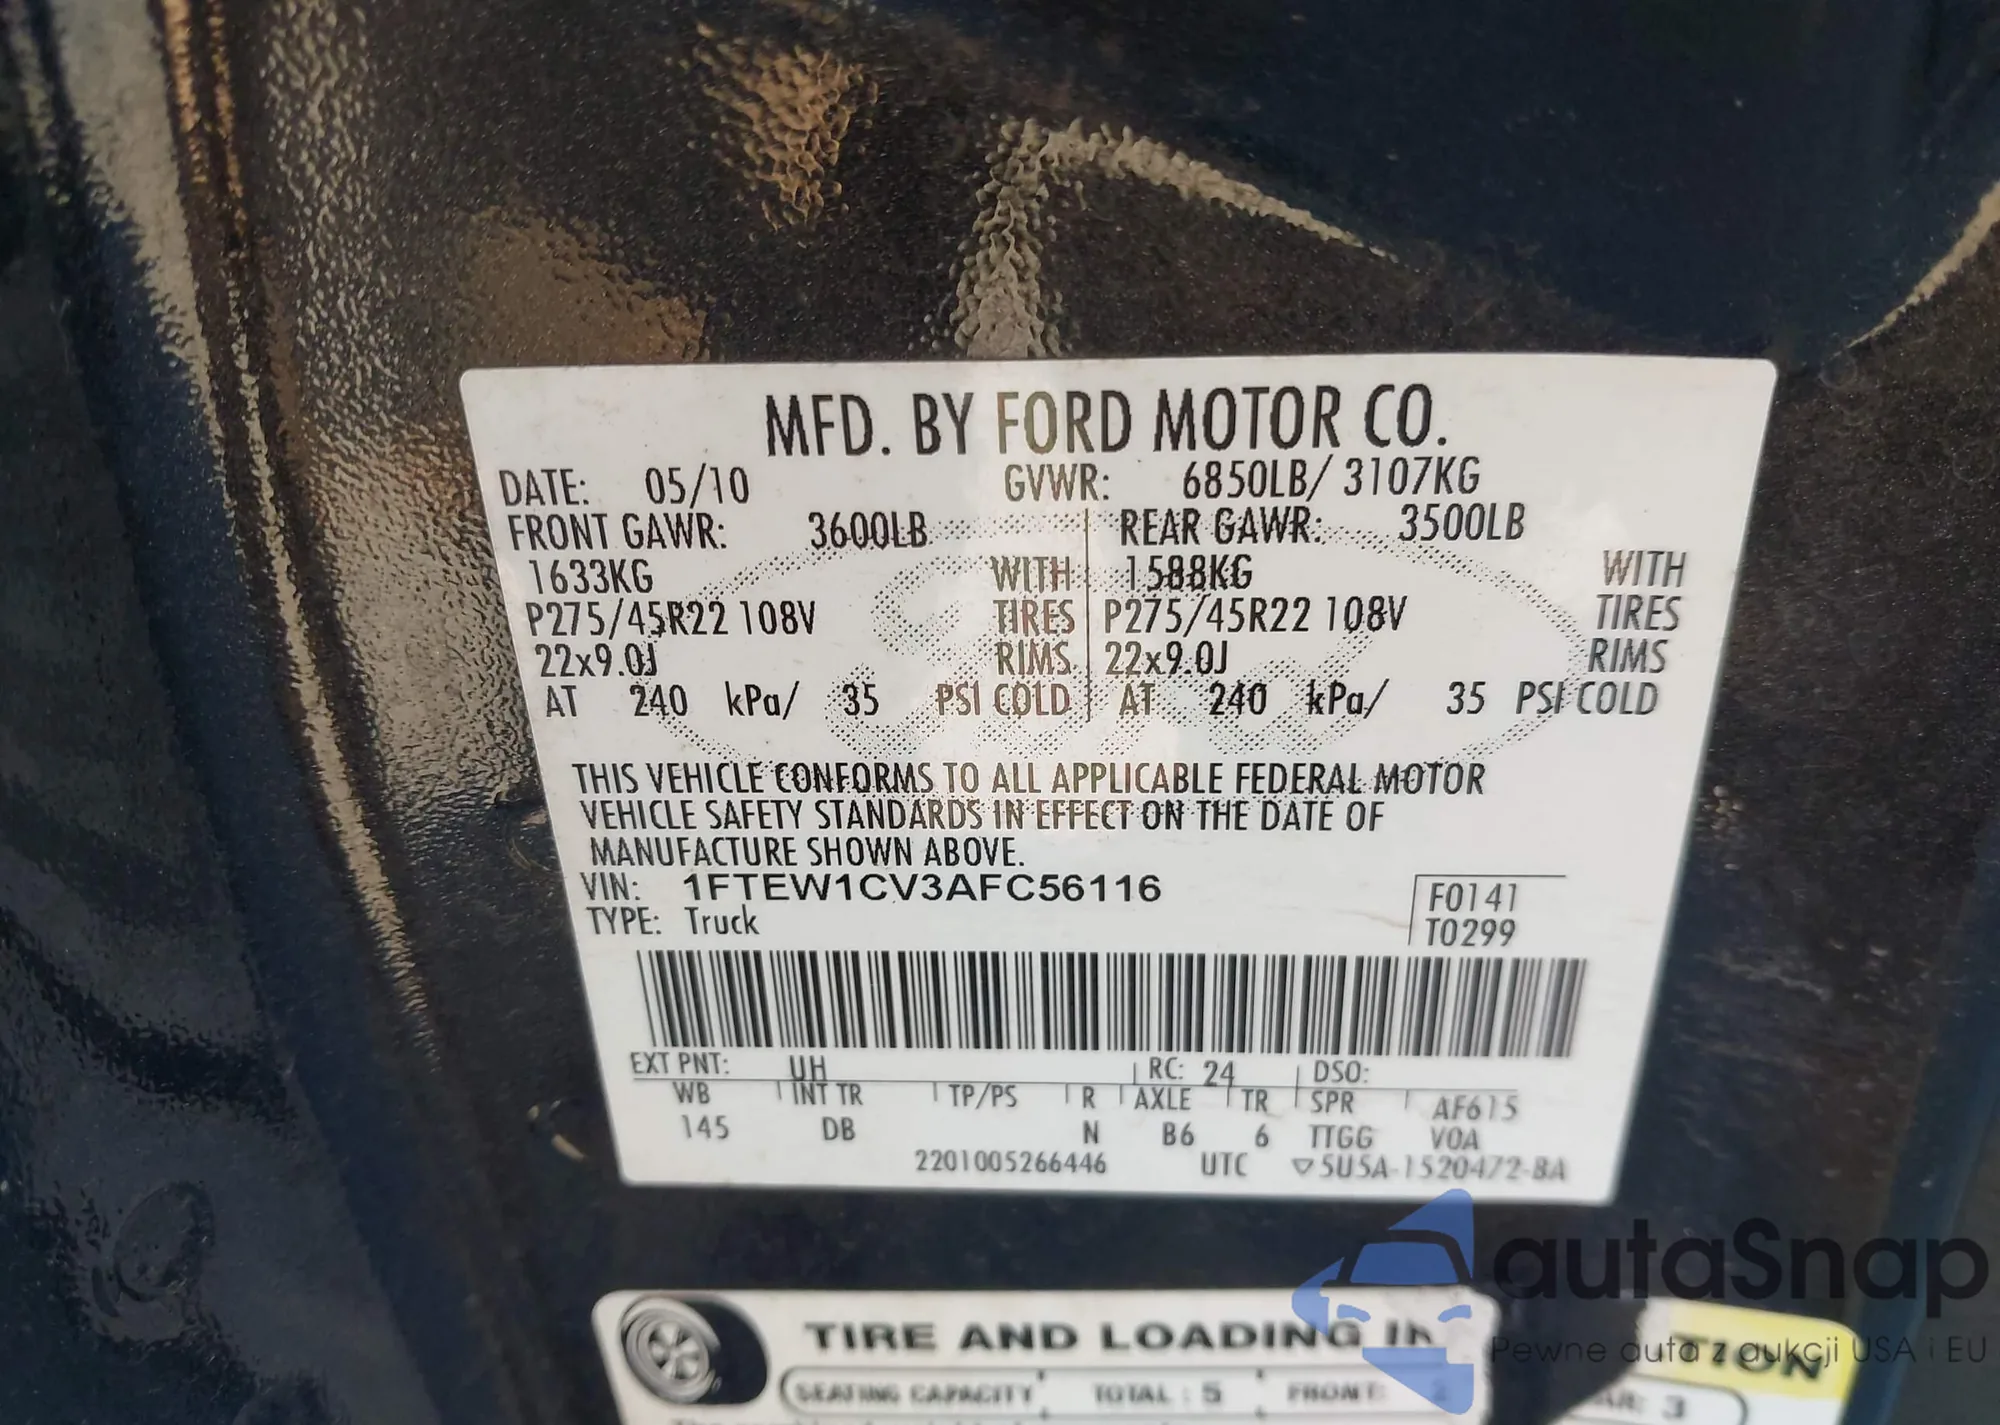 MFD. BY FORD MOTOR CO.
DATE: 05/10 GVWR: 6850LB/ 3107KG
FRONT GAWR: 3600LB REAR GAWR: 3500LB
1633KG WITH 1588KG WITH
P275/45R22 108V TIRES P275/45R22 108V TIRES
22x9.0J RIMS 22x9.0J RIMS
AT 240 kPa/ 35 PSI COLD AT 240 kPa/ 35 PSI COLD
THIS VEHICLE CONFORMS TO ALL APPLICABLE FEDERAL MOTOR
VEHICLE SAFETY STANDARDS IN EFFECT ON THE DATE OF
MANUFACTURE SHOWN ABOVE.
VIN: 1FTEW1CV3AFC56116 F0141
TYPE: Truck T0299
EXT PNT: UH RC: 24 DSO:
WB INT TR TP/PS R AXLE TR SPR AF615
145 DB N B6 6 TTGG VOA
2201005266446 UTC ▽5U5A-1520472-BA
autaSnap
Pewne auta z aukcji USA i EU
TIRE AND LOADING
SEATING CAPACITY TOTAL : 5 FRONT: 3